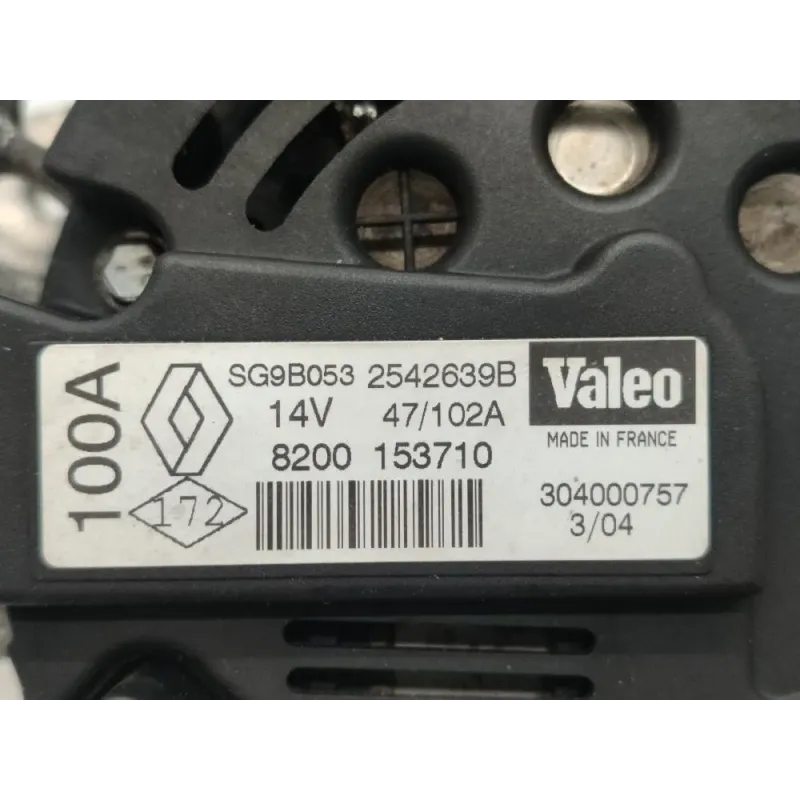 100A
SG9B053 2542639B
14V 47/102A
8200 153710
172
Valeo
MADE IN FRANCE
304000757
3/04